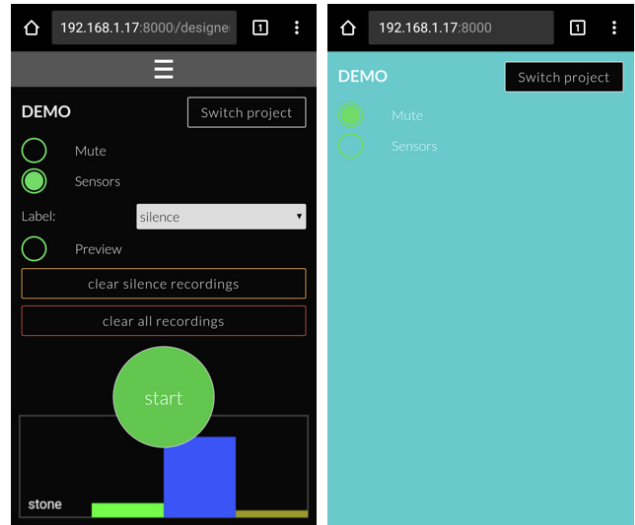 192.168.1.17:8000/designe
1
DEMO
Switch project
Mute
Sensors
Label:
silence
Preview
clear silence recordings
clear all recordings
start
stone
192.168.1.17:8000
1
DEMO
Switch project
Mute
Sensors